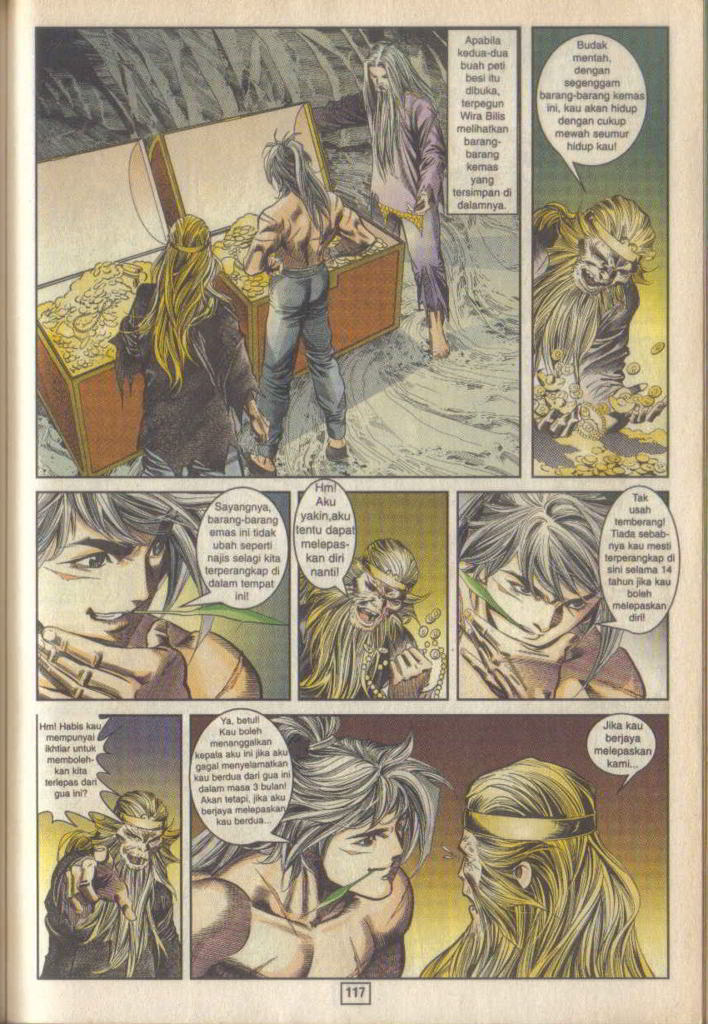 Apabila
kedua-dua
buah peti
besi itu
dibuka,
terpegun
Wira Bilis
melihatkan
barang-
barang
kemas
yang
tersimpan di
dalamnya.
Budak
mentah,
dengan
segenggam
barang-barang kemas
ini, kau akan hidup
dengan cukup
mewah seumur
hidup kau!
Sayangnya,
barang-barang
emas ini tidak
ubah seperti
najis selagi kita
terperangkap di
dalam tempat
ini!
Hm!
Aku
yakin,aku
tentu dapat
melepas-
kan diri
nanti!
Tak
usah
temberang!
Tiada sebab-
nya kau mesti
terperangkap di
sini selama 14
tahun jika kau
boleh
melepaskan
diri!
Hm! Habis kau
mempunyai
ikhtiar untuk
memboleh-
kan kita
terlepas dari
gua ini?
Ya, betul!
Kau boleh
menanggalkan
kepala aku ini jika aku
gagal menyelamatkan
kau berdua dari gua ini
dalam masa 3 bulan!
Akan tetapi, jika aku
berjaya melepaskan
kau berdua...
Jika kau
berjaya
melepaskan
kami...
117